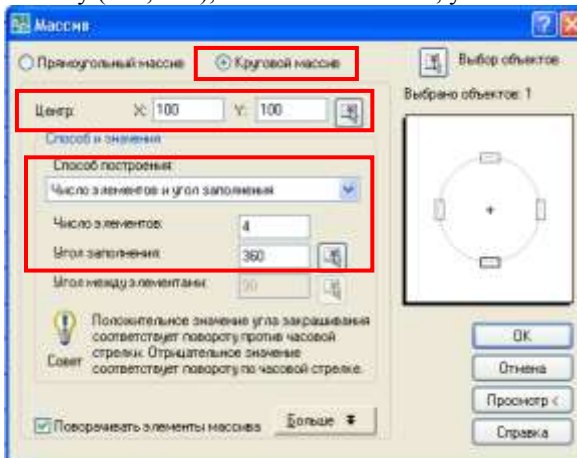 Массив
Прямоугольный массив
Круговой массив
Выбор объектов
Выбрано объектов: 1
Центр: X: 100 Y: 100
Способ и значения
Способ построения:
Число элементов и угол заполнения
Число элементов: 4
Угол заполнения: 360
Угол между элементами: 90
Положительное значение угла закрашивания
соответствует повороту против часовой
стрелки. Отрицательное значение
соответствует повороту по часовой стрелке.
Совет
Поворачивать элементы массива
Больше
ОК
Отмена
Просмотр <
Справка